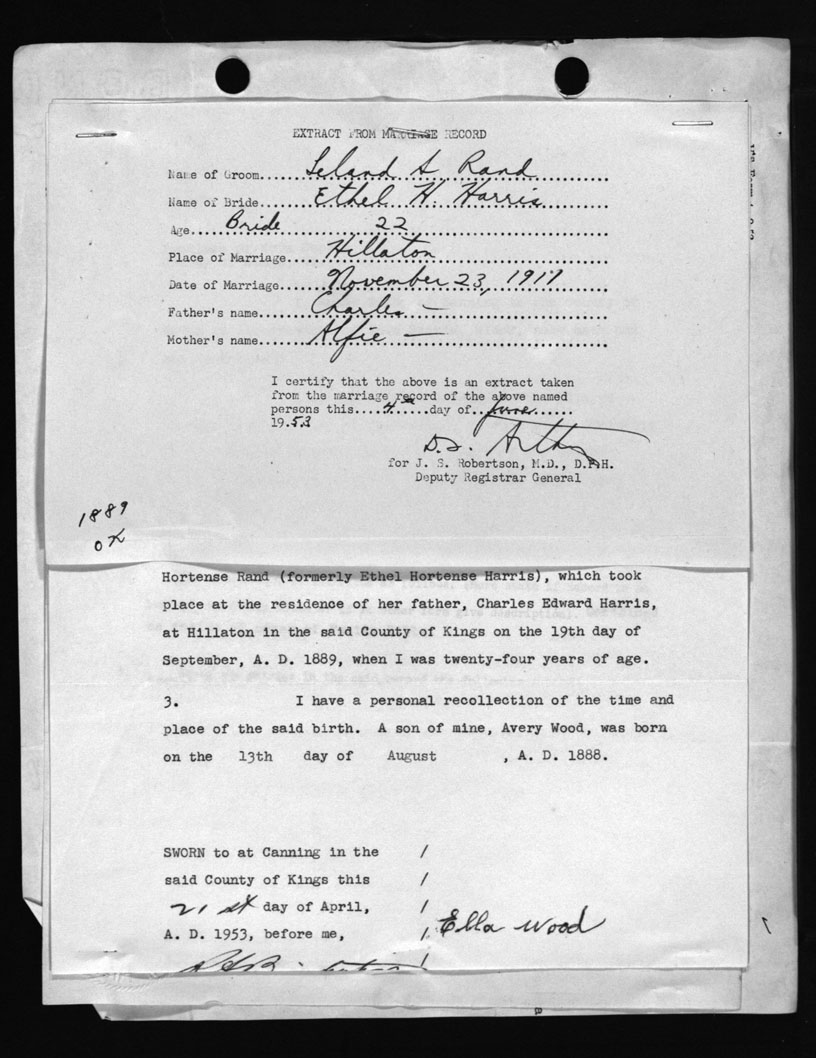 EXTRACT FROM MARRIAGE RECORD
Name of Groom......Leland A Rand
Name of Bride......Ethel H. Harris
Age.....Bride 22
Place of Marriage....Hillaton
Date of Marriage.....November 23, 1911
Father's name......Charles —
Mother's name......Alfie —
I certify that the above is an extract taken
from the marriage record of the above named
persons this....4th.....day of..June......
19.53
for J. S. Robertson, M.D., D.P.H.
Deputy Registrar General
1889
OK
Hortense Rand (formerly Ethel Hortense Harris), which took
place at the residence of her father, Charles Edward Harris,
at Hillaton in the said County of Kings on the 19th day of
September, A. D. 1889, when I was twenty-four years of age.
3. I have a personal recollection of the time and
place of the said birth. A son of mine, Avery Wood, was born
on the 13th day of August , A. D. 1888.
SWORN to at Canning in the /
said County of Kings this /
21st day of April, /
A. D. 1953, before me, / Ella Wood
/